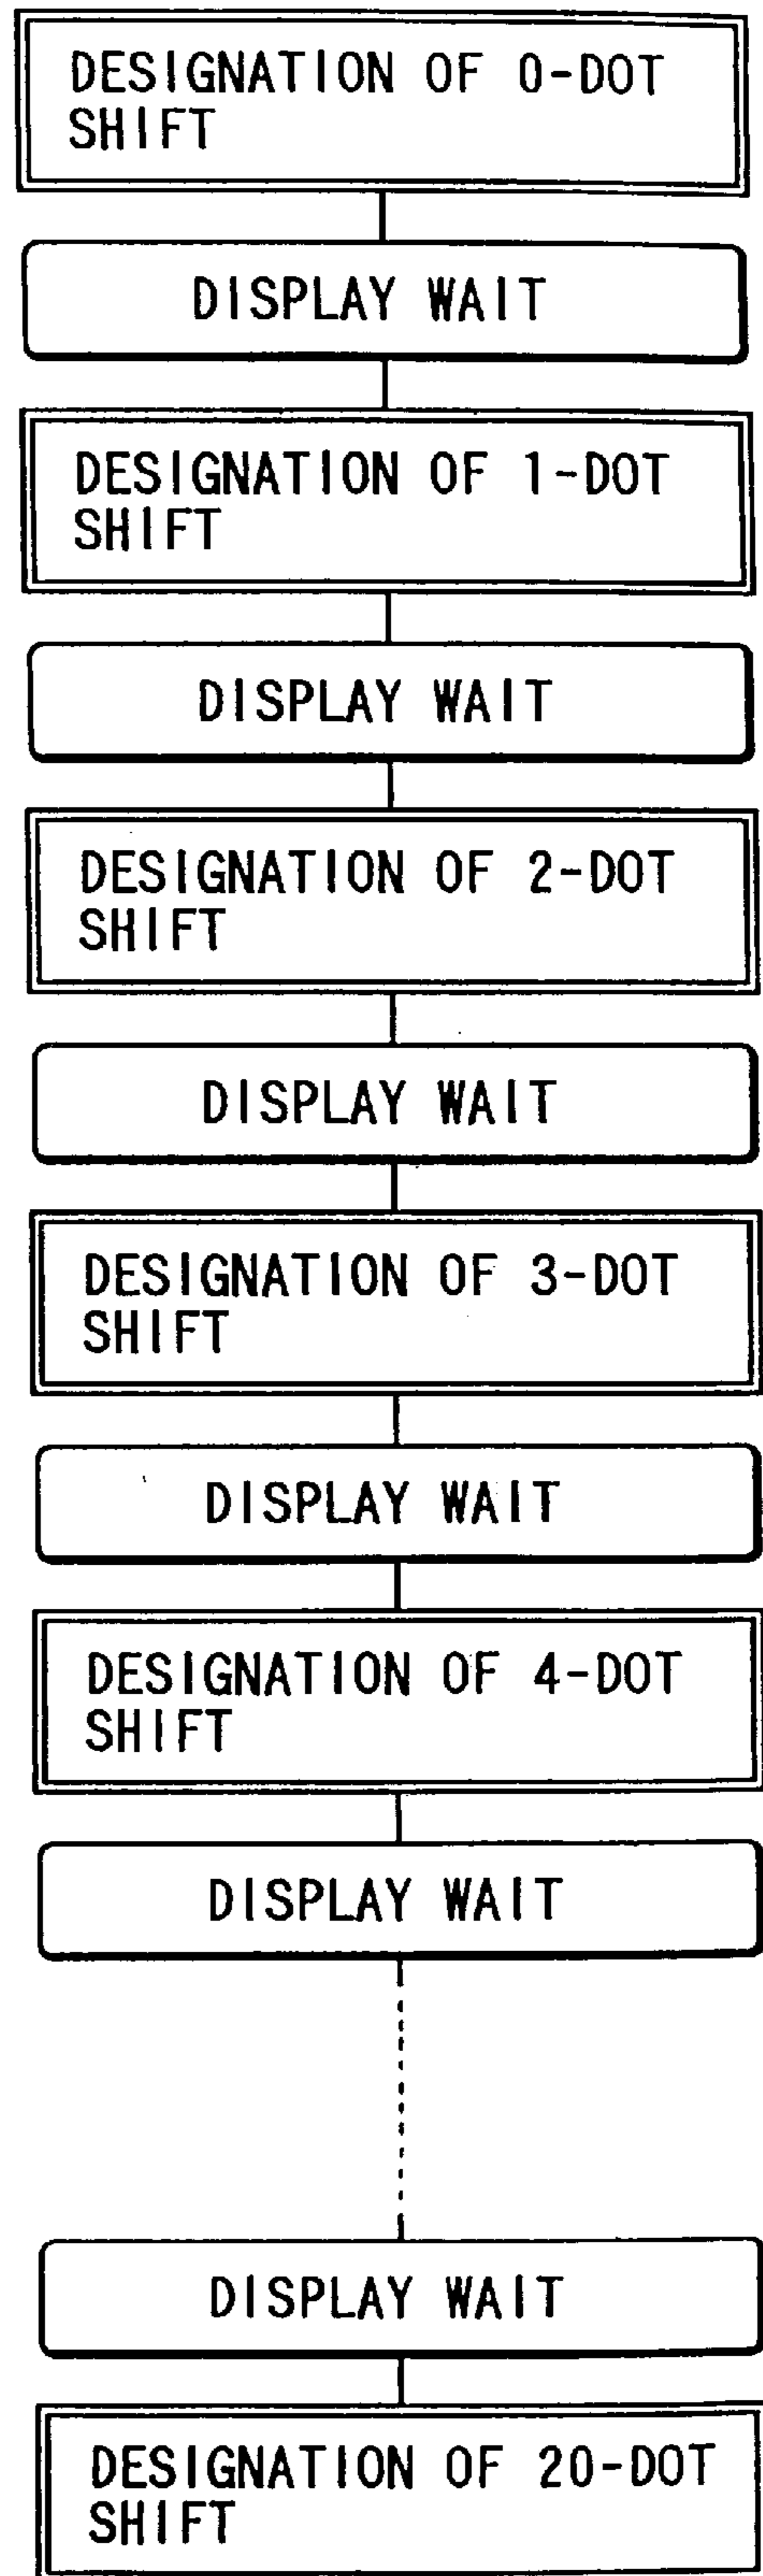 DESIGNATION OF 0-DOT
SHIFT
DISPLAY WAIT
DESIGNATION OF 1-DOT
SHIFT
DISPLAY WAIT
DESIGNATION OF 2-DOT
SHIFT
DISPLAY WAIT
DESIGNATION OF 3-DOT
SHIFT
DISPLAY WAIT
DESIGNATION OF 4-DOT
SHIFT
DISPLAY WAIT
DISPLAY WAIT
DESIGNATION OF 20-DOT
SHIFT